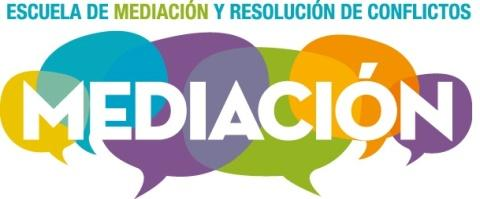 ESCUELA DE MEDIACIÓN Y RESOLUCIÓN DE CONFLICTOS
MEDIACIÓN